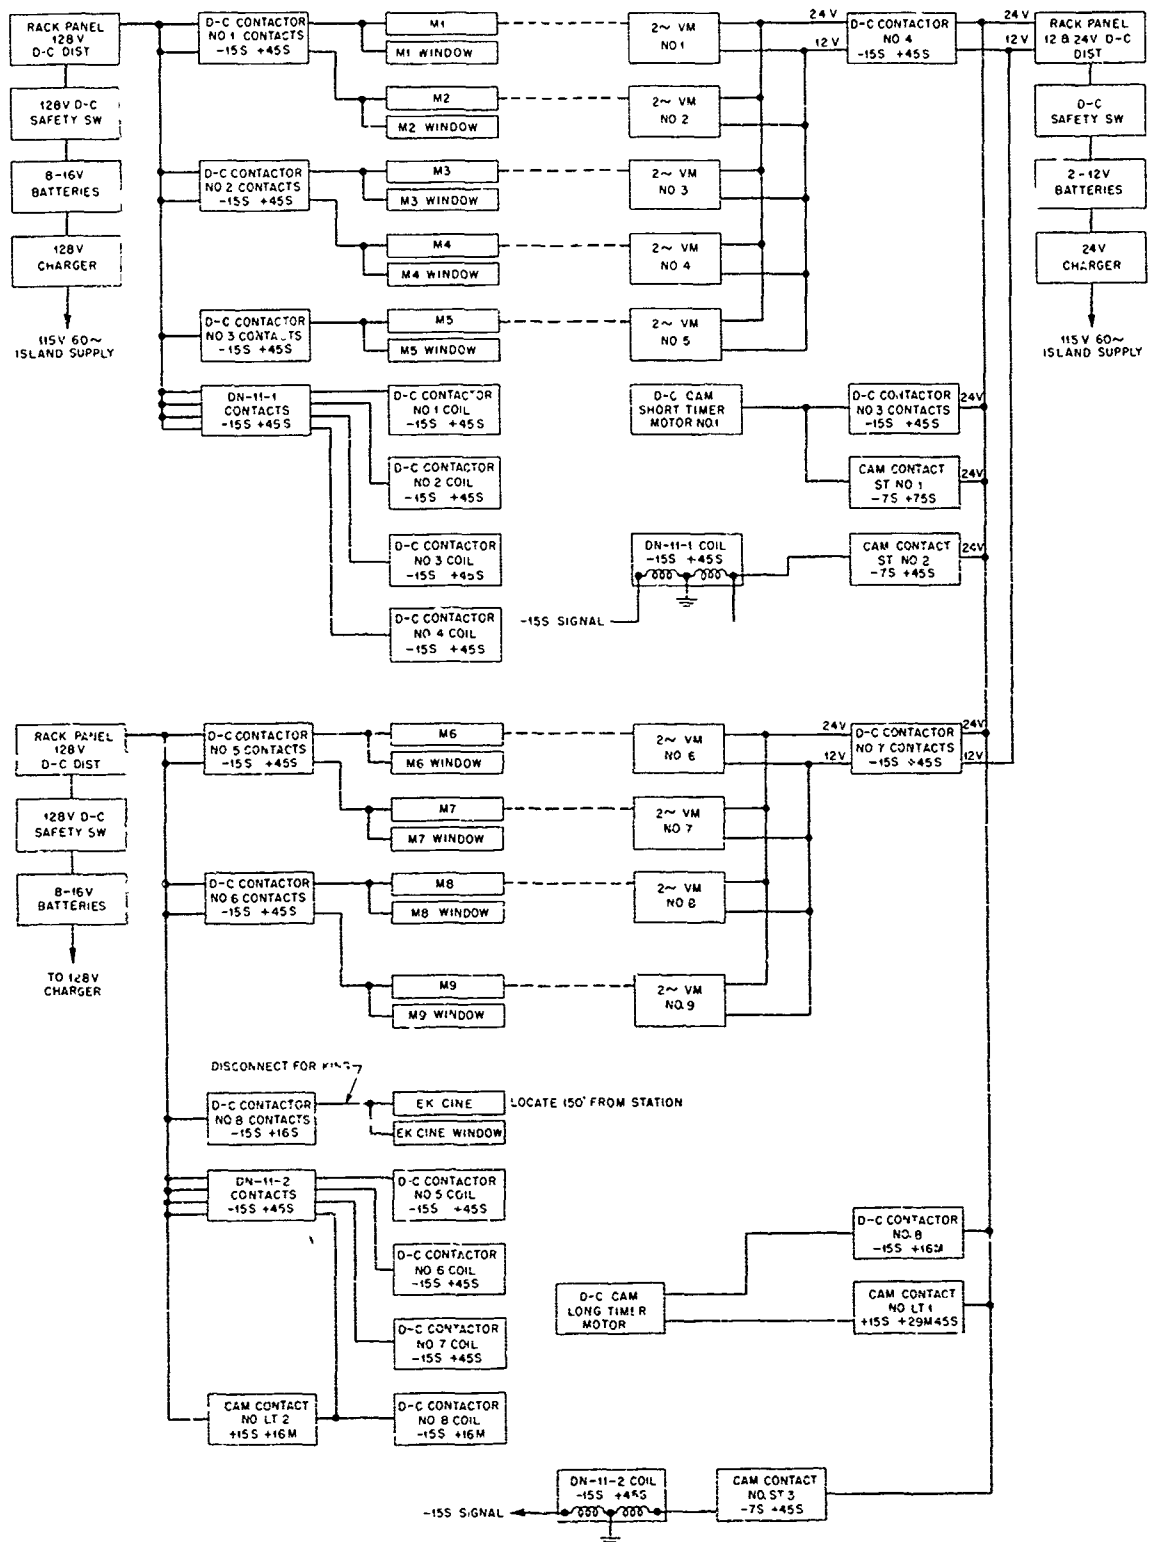 RACK PANEL
128V
D-C DIST
128V D-C
SAFETY SW
8-16V
BATTERIES
128V
CHARGER
115V 60~
ISLAND SUPPLY
D-C CONTACTOR
NO 1 CONTACTS
-15S +45S
D-C CONTACTOR
NO 2 CONTACTS
-15S +45S
D-C CONTACTOR
NO 3 CONTACTS
-15S +45S
DN-11-1
CONTACTS
-15S +45S
M1
M1 WINDOW
M2
M2 WINDOW
M3
M3 WINDOW
M4
M4 WINDOW
M5
M5 WINDOW
D-C CONTACTOR
NO 1 COIL
-15S +45S
D-C CONTACTOR
NO 2 COIL
-15S +45S
D-C CONTACTOR
NO 3 COIL
-15S +45S
D-C CONTACTOR
NO 4 COIL
-15S +45S
2~ VM
NO 1
2~ VM
NO 2
2~ VM
NO 3
2~ VM
NO 4
2~ VM
NO 5
24V
12V
D-C CONTACTOR
NO 4
-15S +45S
24V
12V
RACK PANEL
12 & 24V D-C
DIST
D-C
SAFETY SW
2-12V
BATTERIES
24V
CHARGER
115V 60~
ISLAND SUPPLY
D-C CAM
SHORT TIMER
MOTOR NO.1
D-C CONTACTOR
NO 3 CONTACTS
-15S +45S
24V
CAM CONTACT
ST NO 1
-7S +75S
24V
DN-11-1 COIL
-15S +45S
CAM CONTACT
ST NO 2
-7S +45S
24V
-15S SIGNAL
RACK PANEL
128V
D-C DIST
128V D-C
SAFETY SW
8-16V
BATTERIES
TO 128V
CHARGER
D-C CONTACTOR
NO 5 CONTACTS
-15S +45S
D-C CONTACTOR
NO 6 CONTACTS
-15S +45S
M6
M6 WINDOW
M7
M7 WINDOW
M8
M8 WINDOW
M9
M9 WINDOW
2~ VM
NO 6
2~ VM
NO 7
2~ VM
NO 8
2~ VM
NO.9
24V
12V
D-C CONTACTOR
NO 7 CONTACTS
-15S +45S
24V
12V
DISCONNECT FOR KING
D-C CONTACTOR
NO 8 CONTACTS
-15S +16S
EK CINE
LOCATE 150' FROM STATION
EK CINE WINDOW
DN-11-2
CONTACTS
-15S +45S
D-C CONTACTOR
NO 5 COIL
-15S +45S
D-C CONTACTOR
NO 6 COIL
-15S +45S
D-C CONTACTOR
NO 7 COIL
-15S +45S
CAM CONTACT
NO LT 2
+15S +16M
D-C CONTACTOR
NO 8 COIL
-15S +16M
D-C CAM
LONG TIMER
MOTOR
D-C CONTACTOR
NO. 8
-15S +16M
CAM CONTACT
NO LT 1
+15S +29M45S
DN-11-2 COIL
-15S +45S
CAM CONTACT
NO. ST 3
-7S +45S
-15S SIGNAL